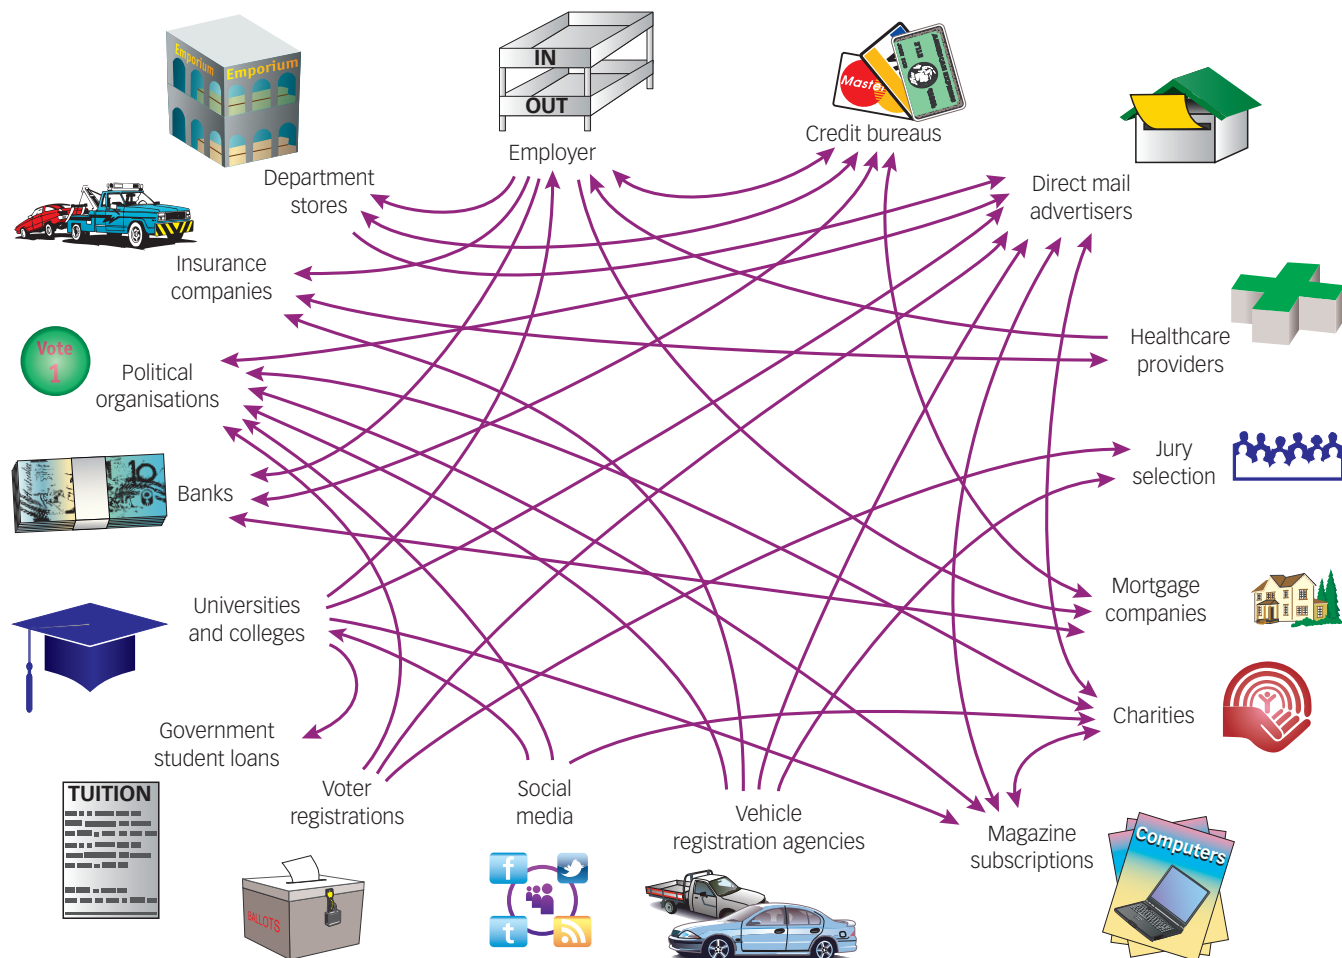 Emporium
Emporium
IN
OUT
Master
Credit bureaus
Employer
Department
stores
Direct mail
advertisers
Insurance
companies
Healthcare
providers
Vote
1
Political
organisations
10
Banks
Jury
selection
Universities
and colleges
Mortgage
companies
Charities
Government
student loans
TUITION
Voter
registrations
Social
media
Vehicle
registration agencies
Magazine
subscriptions
Computers
BALLOTS
f
t